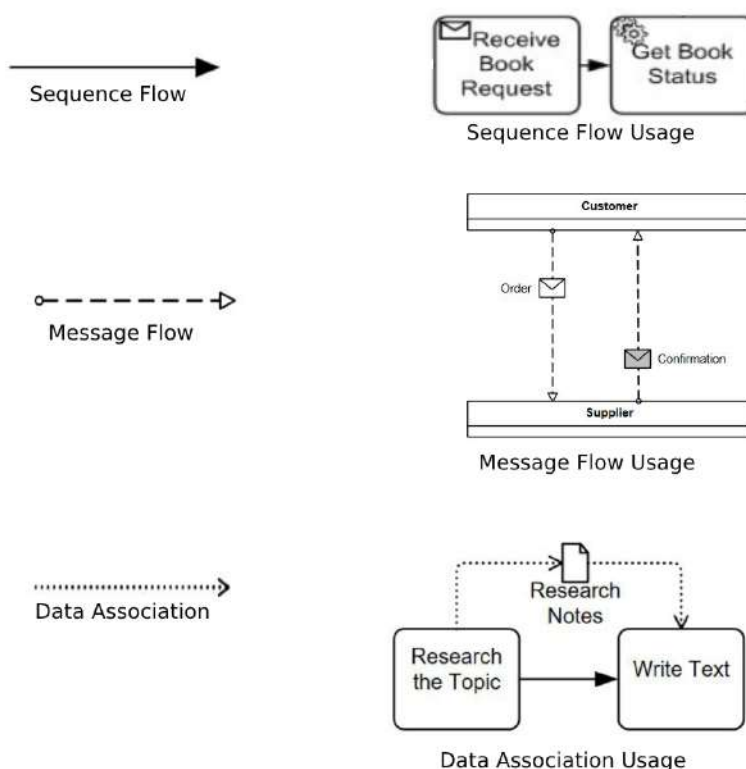 Sequence Flow
Receive
Book
Request
Get Book
Status
Sequence Flow Usage
Message Flow
Customer
Order
Confirmation
Supplier
Message Flow Usage
Data Association
Research
Notes
Research
the Topic
Write Text
Data Association Usage